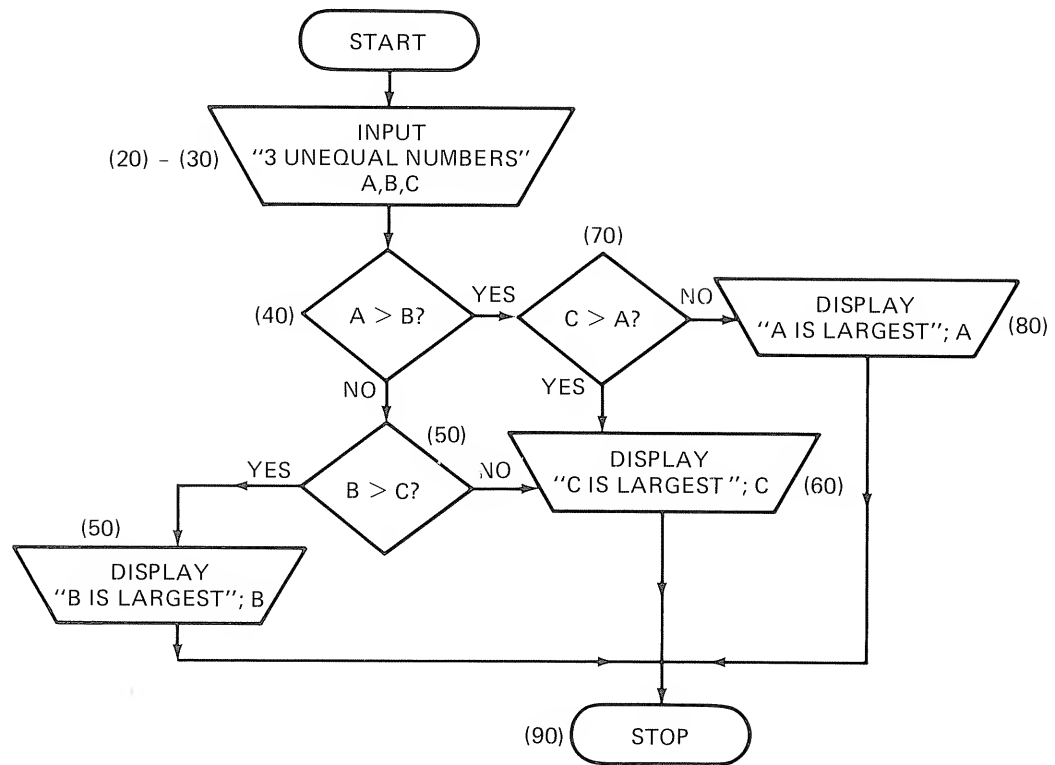 START
INPUT
(20) – (30) "3 UNEQUAL NUMBERS"
A,B,C
(70)
(40) A > B? YES C > A? NO DISPLAY
"A IS LARGEST"; A (80)
NO YES
(50)
YES B > C? NO DISPLAY
"C IS LARGEST"; C (60)
(50)
DISPLAY
"B IS LARGEST"; B
(90) STOP